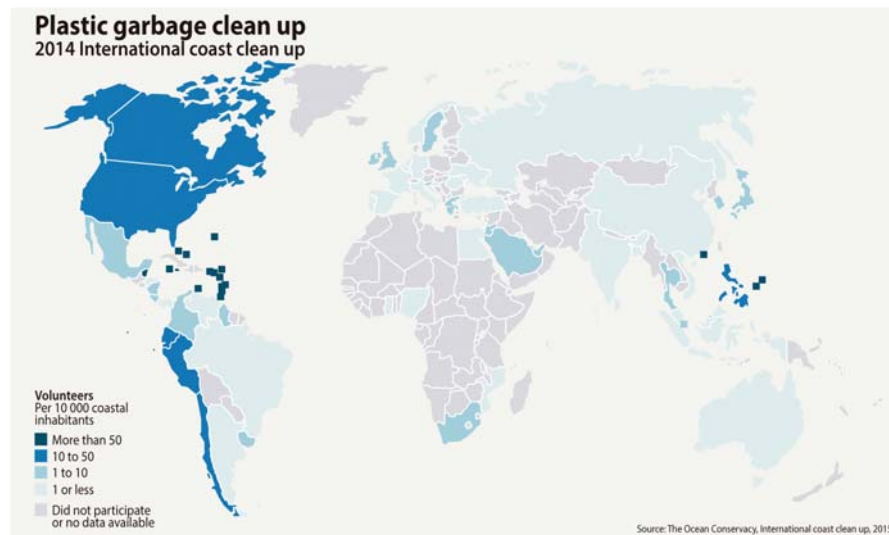 Plastic garbage clean up
2014 International coast clean up
Volunteers
Per 10 000 coastal
inhabitants
More than 50
10 to 50
1 to 10
1 or less
Did not participate
or no data available
Source: The Ocean Conservacy, International coast clean up, 2015